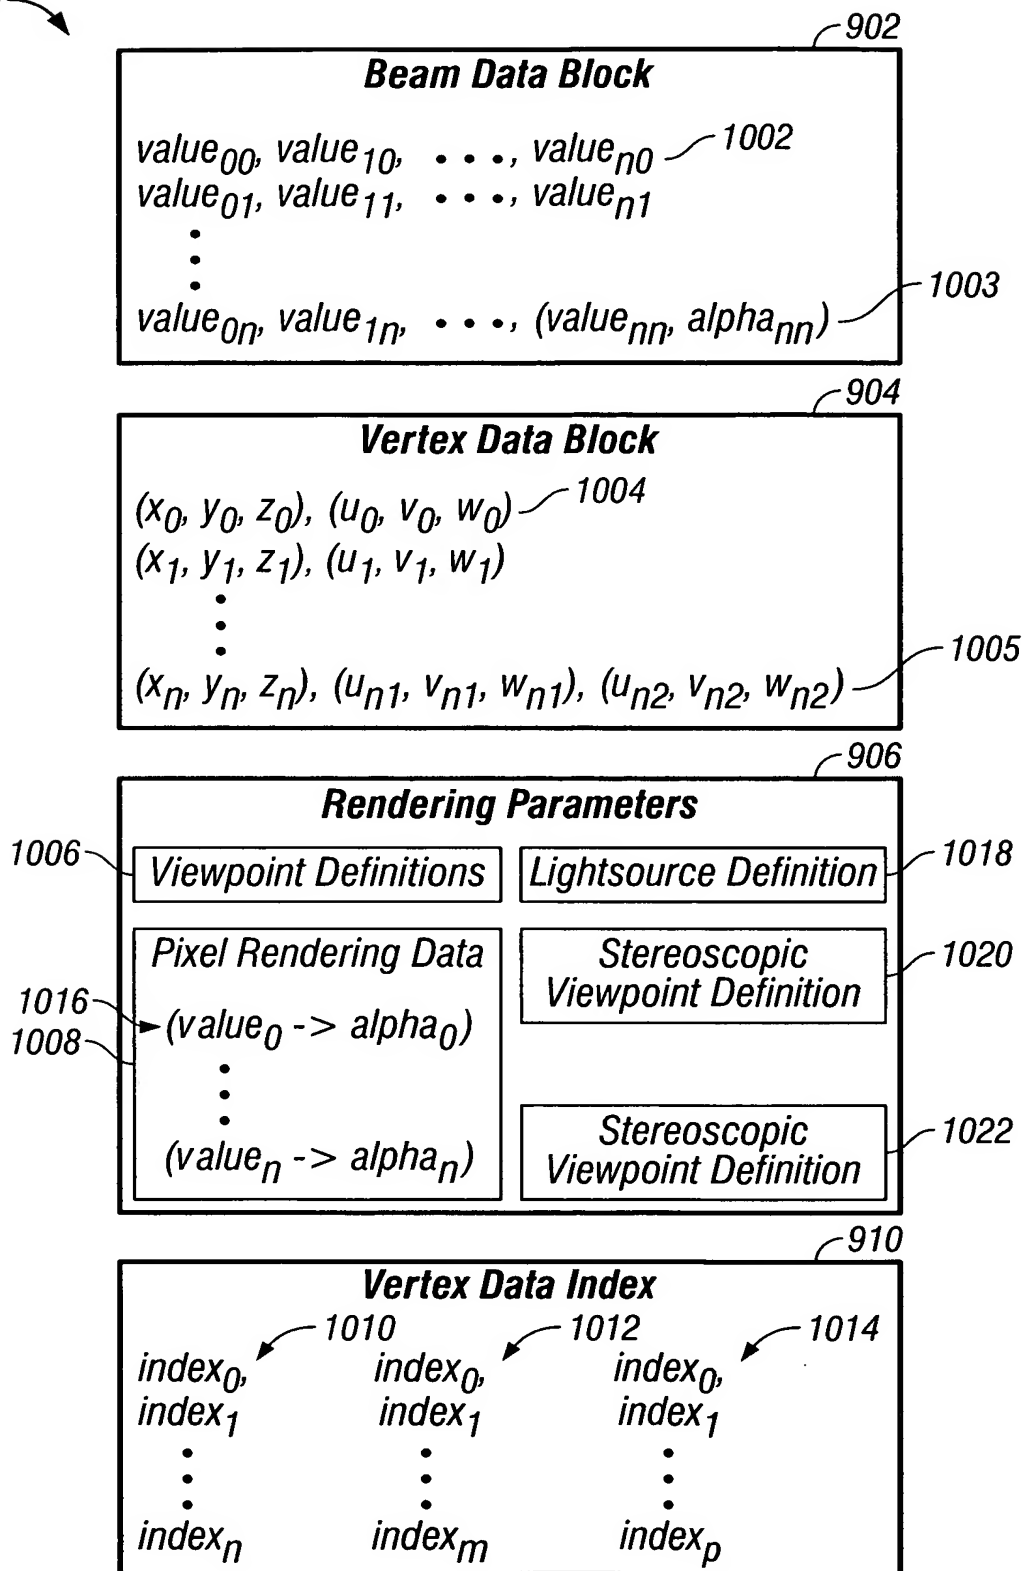 902
Beam Data Block
value00, value10, • • •, valuen0 1002
value01, value11, • • •, valuen1
1003
value0n, value1n, • • •, (valuenn, alphann)
904
Vertex Data Block
(x0, y0, z0), (u0, v0, w0) 1004
(x1, y1, z1), (u1, v1, w1)
1005
(xn, yn, zn), (un1, vn1, wn1), (un2, vn2, wn2)
906
Rendering Parameters
1006 Viewpoint Definitions
Lightsource Definition 1018
Pixel Rendering Data
1016 (value0 -> alpha0)
1008
(valuen -> alphan)
Stereoscopic 1020
Viewpoint Definition
Stereoscopic 1022
Viewpoint Definition
910
Vertex Data Index
1010 1012 1014
index0, index0, index0,
index1 index1 index1
indexn indexm indexp